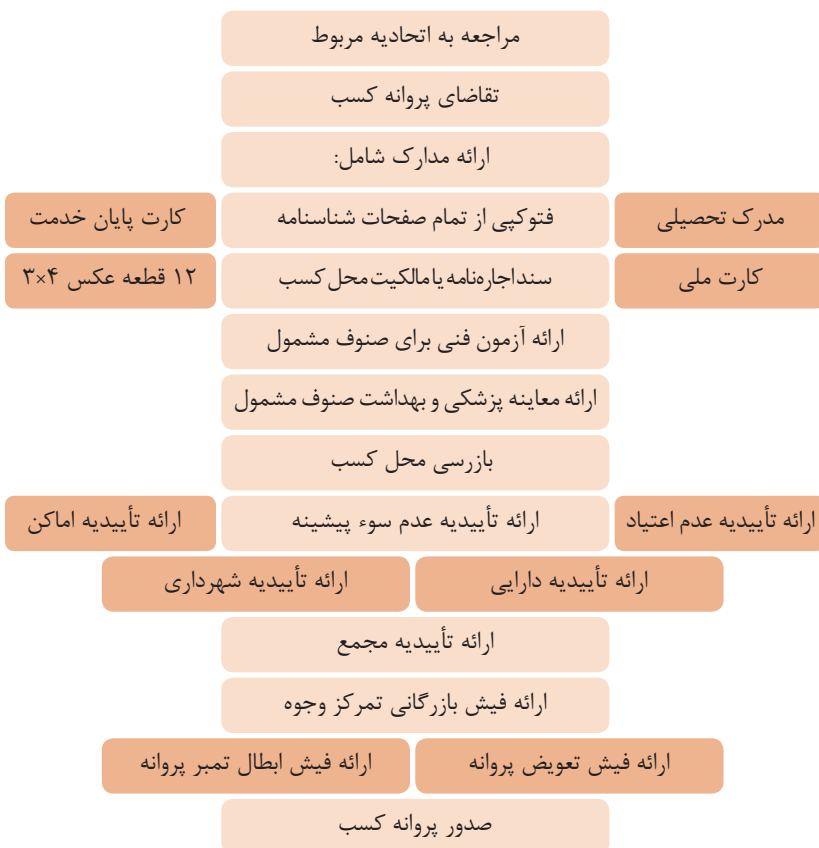 مراجعه به اتحادیه مربوط
تقاضای پروانه کسب
ارائه مدارک شامل:
مدرک تحصیلی
فتوکپی از تمام صفحات شناسنامه
کارت پایان خدمت
کارت ملی
سند اجاره‌نامه یا مالکیت محل کسب
۱۲ قطعه عکس ۴×۳
ارائه آزمون فنی برای صنوف مشمول
ارائه معاینه پزشکی و بهداشت صنوف مشمول
بازرسی محل کسب
ارائه تأییدیه عدم اعتیاد
ارائه تأییدیه عدم سوء پیشینه
ارائه تأییدیه اماکن
ارائه تأییدیه دارایی
ارائه تأییدیه شهرداری
ارائه تأییدیه مجمع
ارائه فیش بازرگانی تمرکز وجوه
ارائه فیش تعویض پروانه
ارائه فیش ابطال تمبر پروانه
صدور پروانه کسب